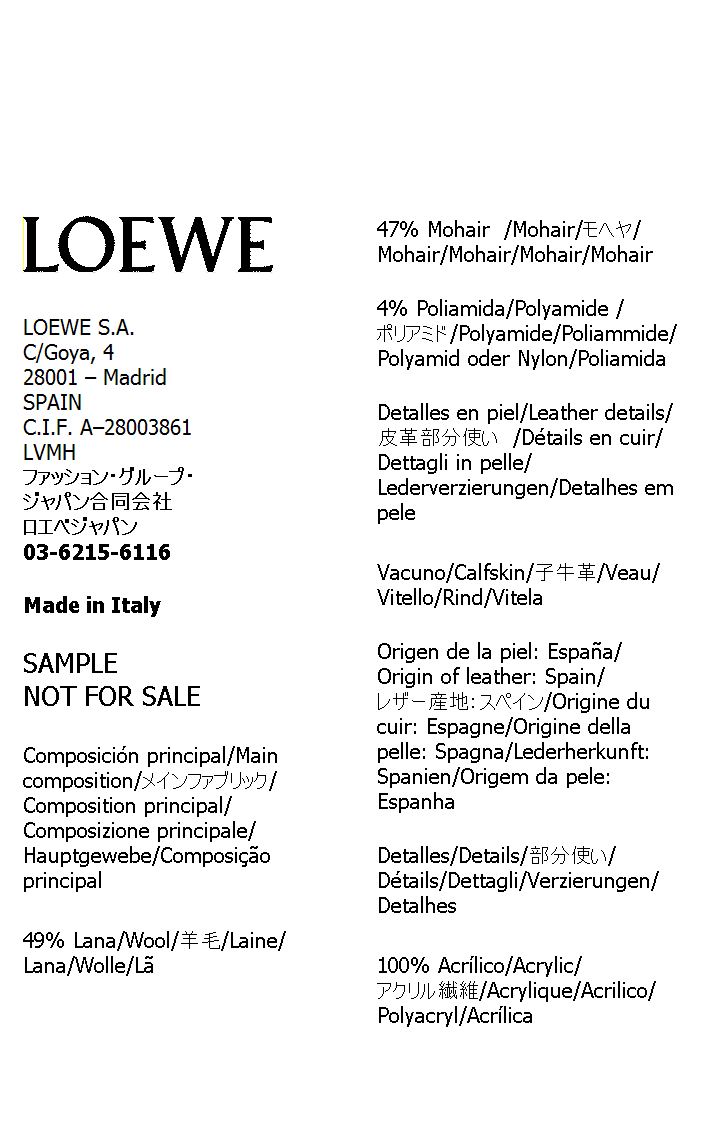 LOEWE
LOEWE S.A.
C/Goya, 4
28001 – Madrid
SPAIN
C.I.F. A–28003861
LVMH
ファッション・グループ・
ジャパン合同会社
ロエベジャパン
03-6215-6116
Made in Italy
SAMPLE
NOT FOR SALE
Composición principal/Main
composition/メインファブリック/
Composition principal/
Composizione principale/
Hauptgewebe/Composição
principal
49% Lana/Wool/羊毛/Laine/
Lana/Wolle/Lã
47% Mohair /Mohair/モヘヤ/
Mohair/Mohair/Mohair/Mohair
4% Poliamida/Polyamide /
ポリアミド/Polyamide/Poliammide/
Polyamid oder Nylon/Poliamida
Detalles en piel/Leather details/
皮革部分使い /Détails en cuir/
Dettagli in pelle/
Lederverzierungen/Detalhes em
pele
Vacuno/Calfskin/子牛革/Veau/
Vitello/Rind/Vitela
Origen de la piel: España/
Origin of leather: Spain/
レザー産地：スペイン/Origine du
cuir: Espagne/Origine della
pelle: Spagna/Lederherkunft:
Spanien/Origem da pele:
Espanha
Detalles/Details/部分使い/
Détails/Dettagli/Verzierungen/
Detalhes
100% Acrílico/Acrylic/
アクリル繊維/Acrylique/Acrilico/
Polyacryl/Acrílica